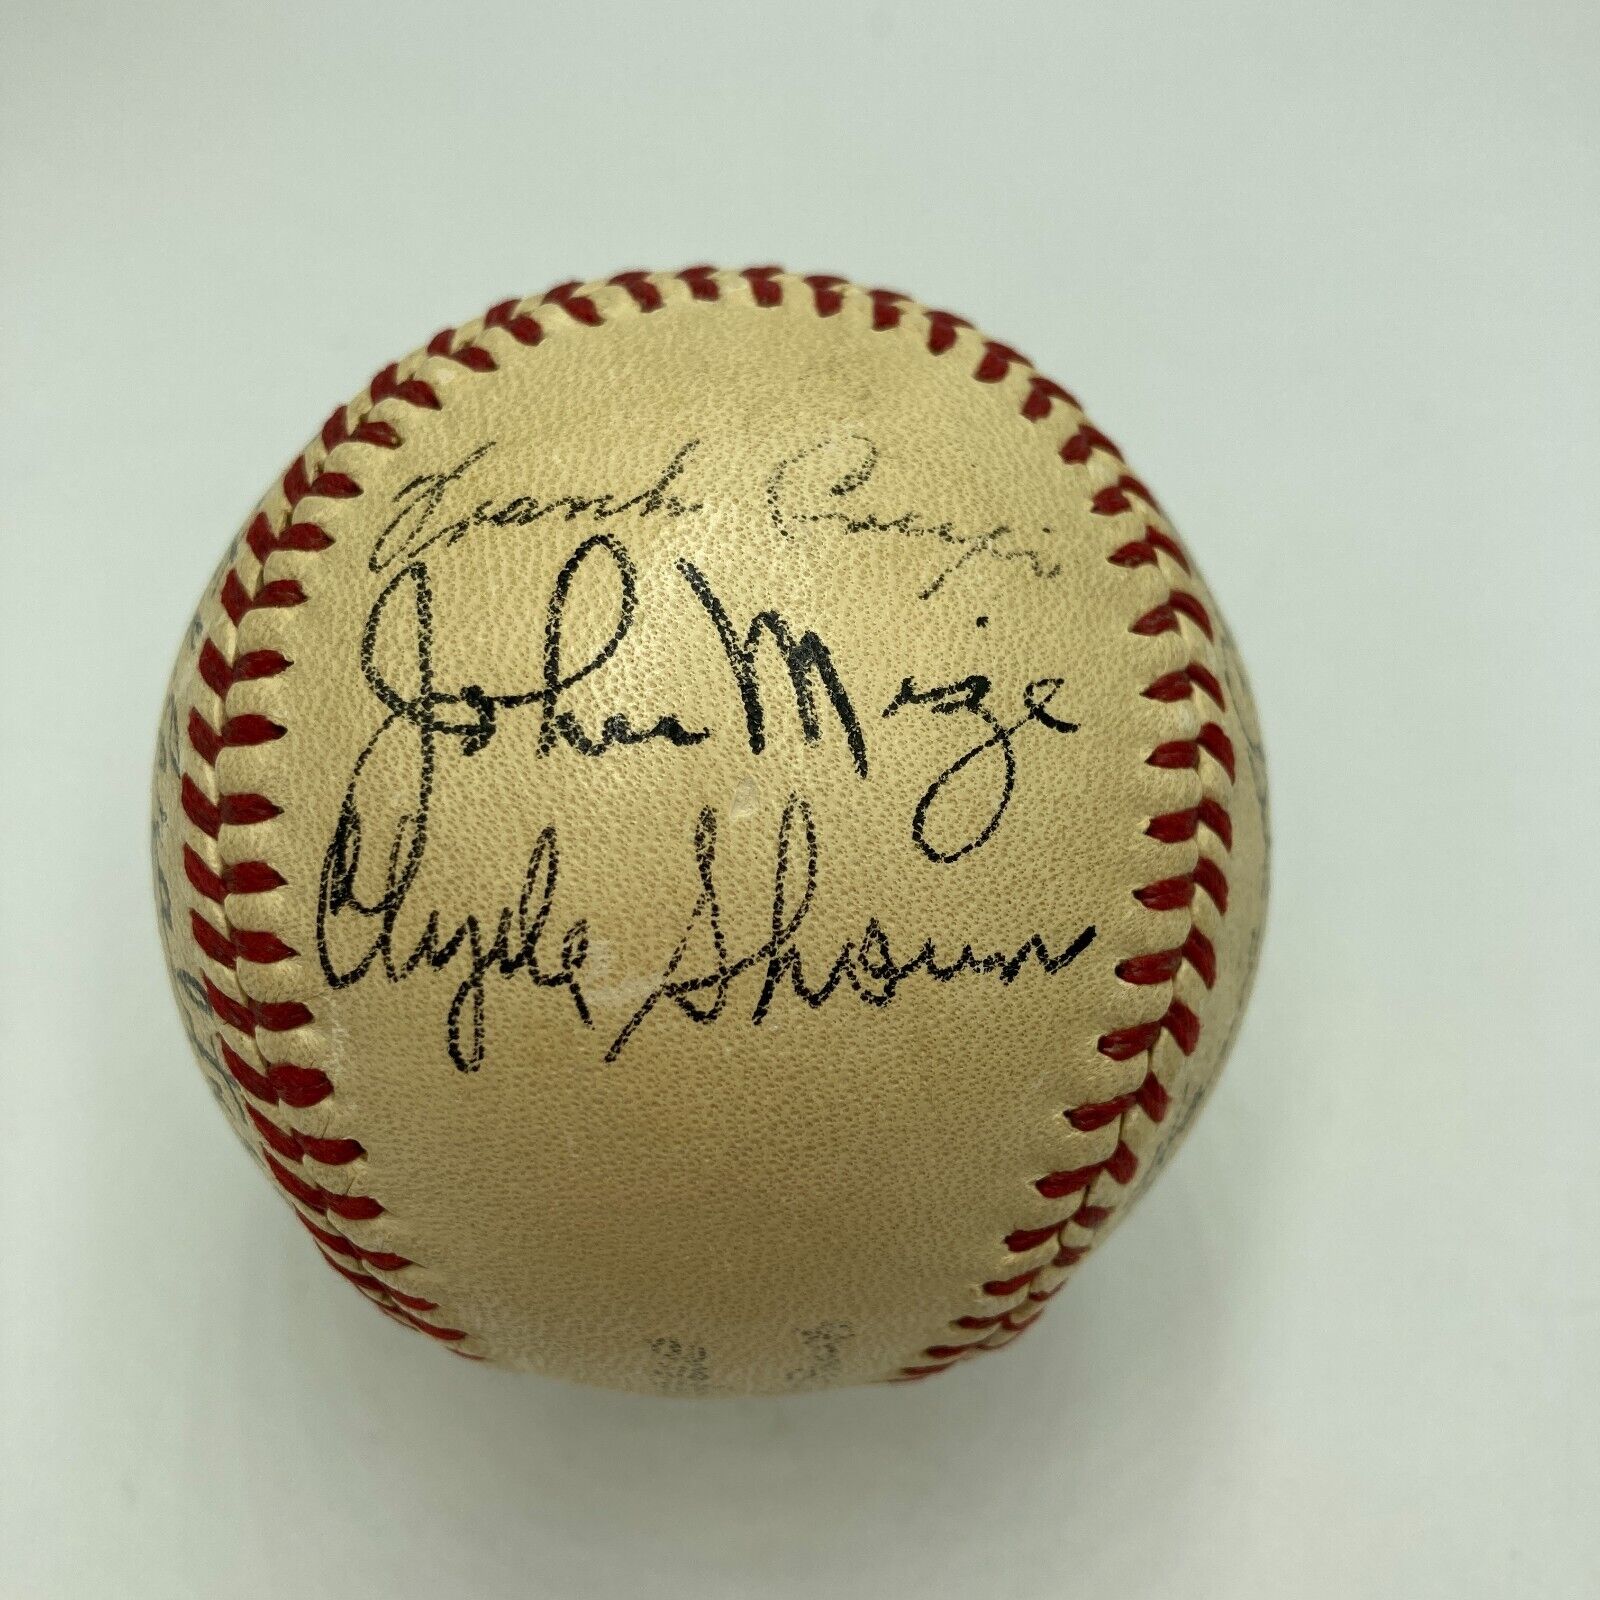 Frank Crespi
John Mize
Clyde Shoun